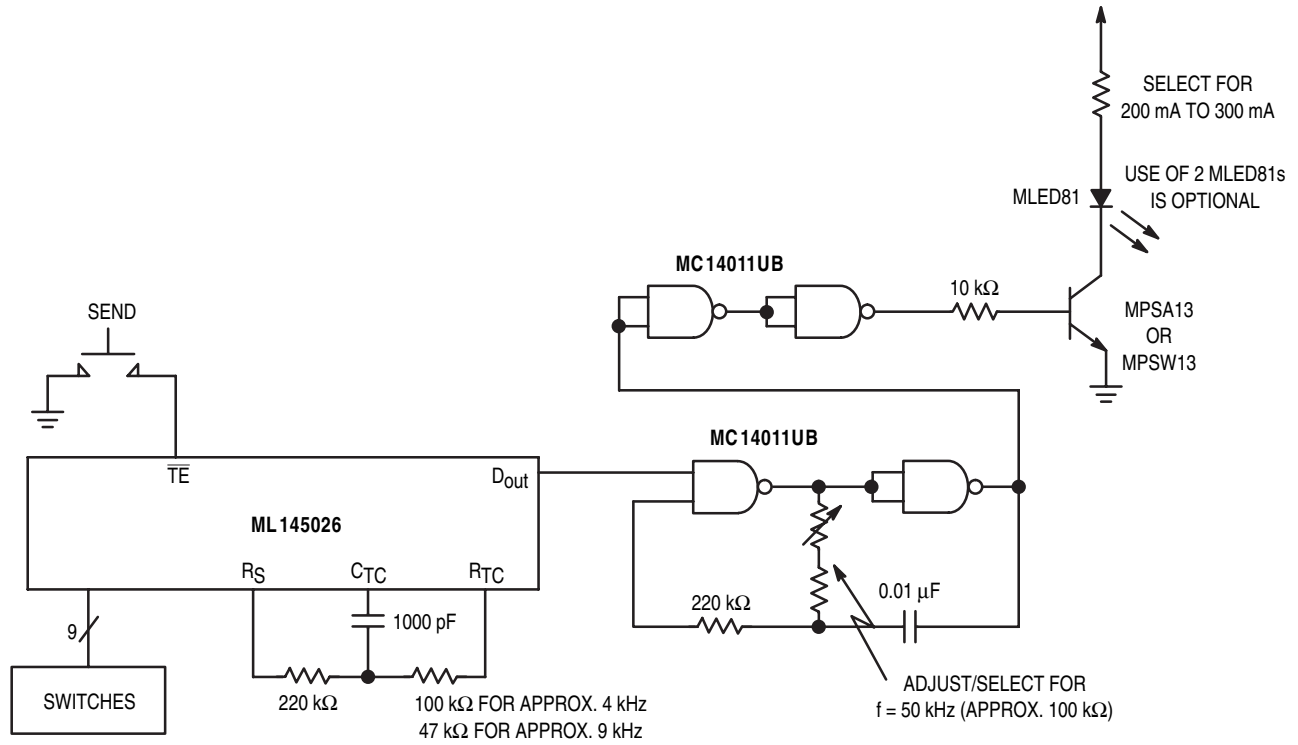 SELECT FOR
200 mA TO 300 mA
USE OF 2 MLED81s
IS OPTIONAL
MLED81
MC14011UB
10 kΩ
MPSA13
OR
MPSW13
SEND
MC14011UB
TE
Dout
ML145026
RS
CTC
RTC
9
1000 pF
220 kΩ
0.01 μF
SWITCHES
220 kΩ
100 kΩ FOR APPROX. 4 kHz
47 kΩ FOR APPROX. 9 kHz
ADJUST/SELECT FOR
f = 50 kHz (APPROX. 100 kΩ)